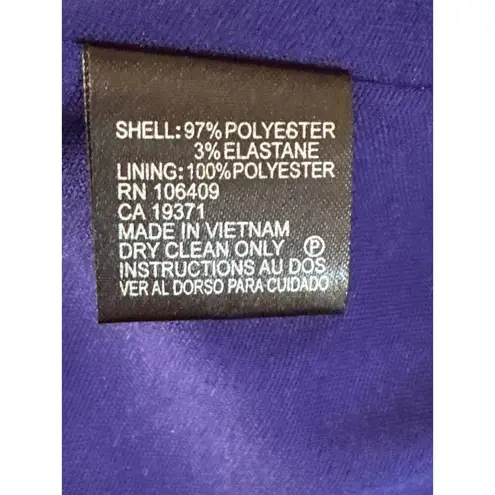 SHELL: 97% POLYESTER
3% ELASTANE
LINING: 100% POLYESTER
RN 106409
CA 19371
MADE IN VIETNAM
DRY CLEAN ONLY Ⓟ
INSTRUCTIONS AU DOS
VER AL DORSO PARA CUIDADO